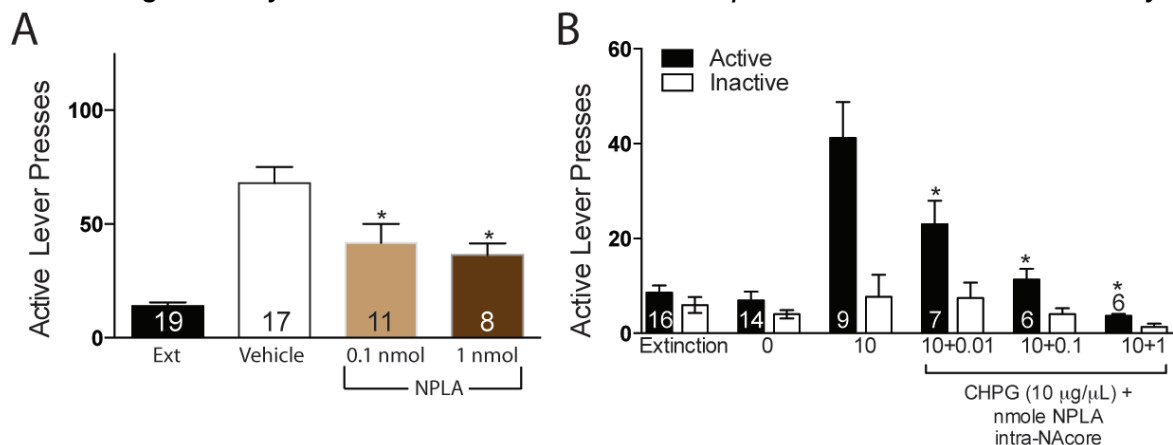 A
Active Lever Presses
100
50
0
19
17
11
*
8
*
Ext
Vehicle
0.1 nmol
1 nmol
NPLA
B
Active Lever Presses
60
40
20
0
Active
Inactive
16
14
9
7
*
6
*
6
*
Extinction
0
10
10+0.01
10+0.1
10+1
CHPG (10 μg/μL) +
nmole NPLA
intra-NAcore